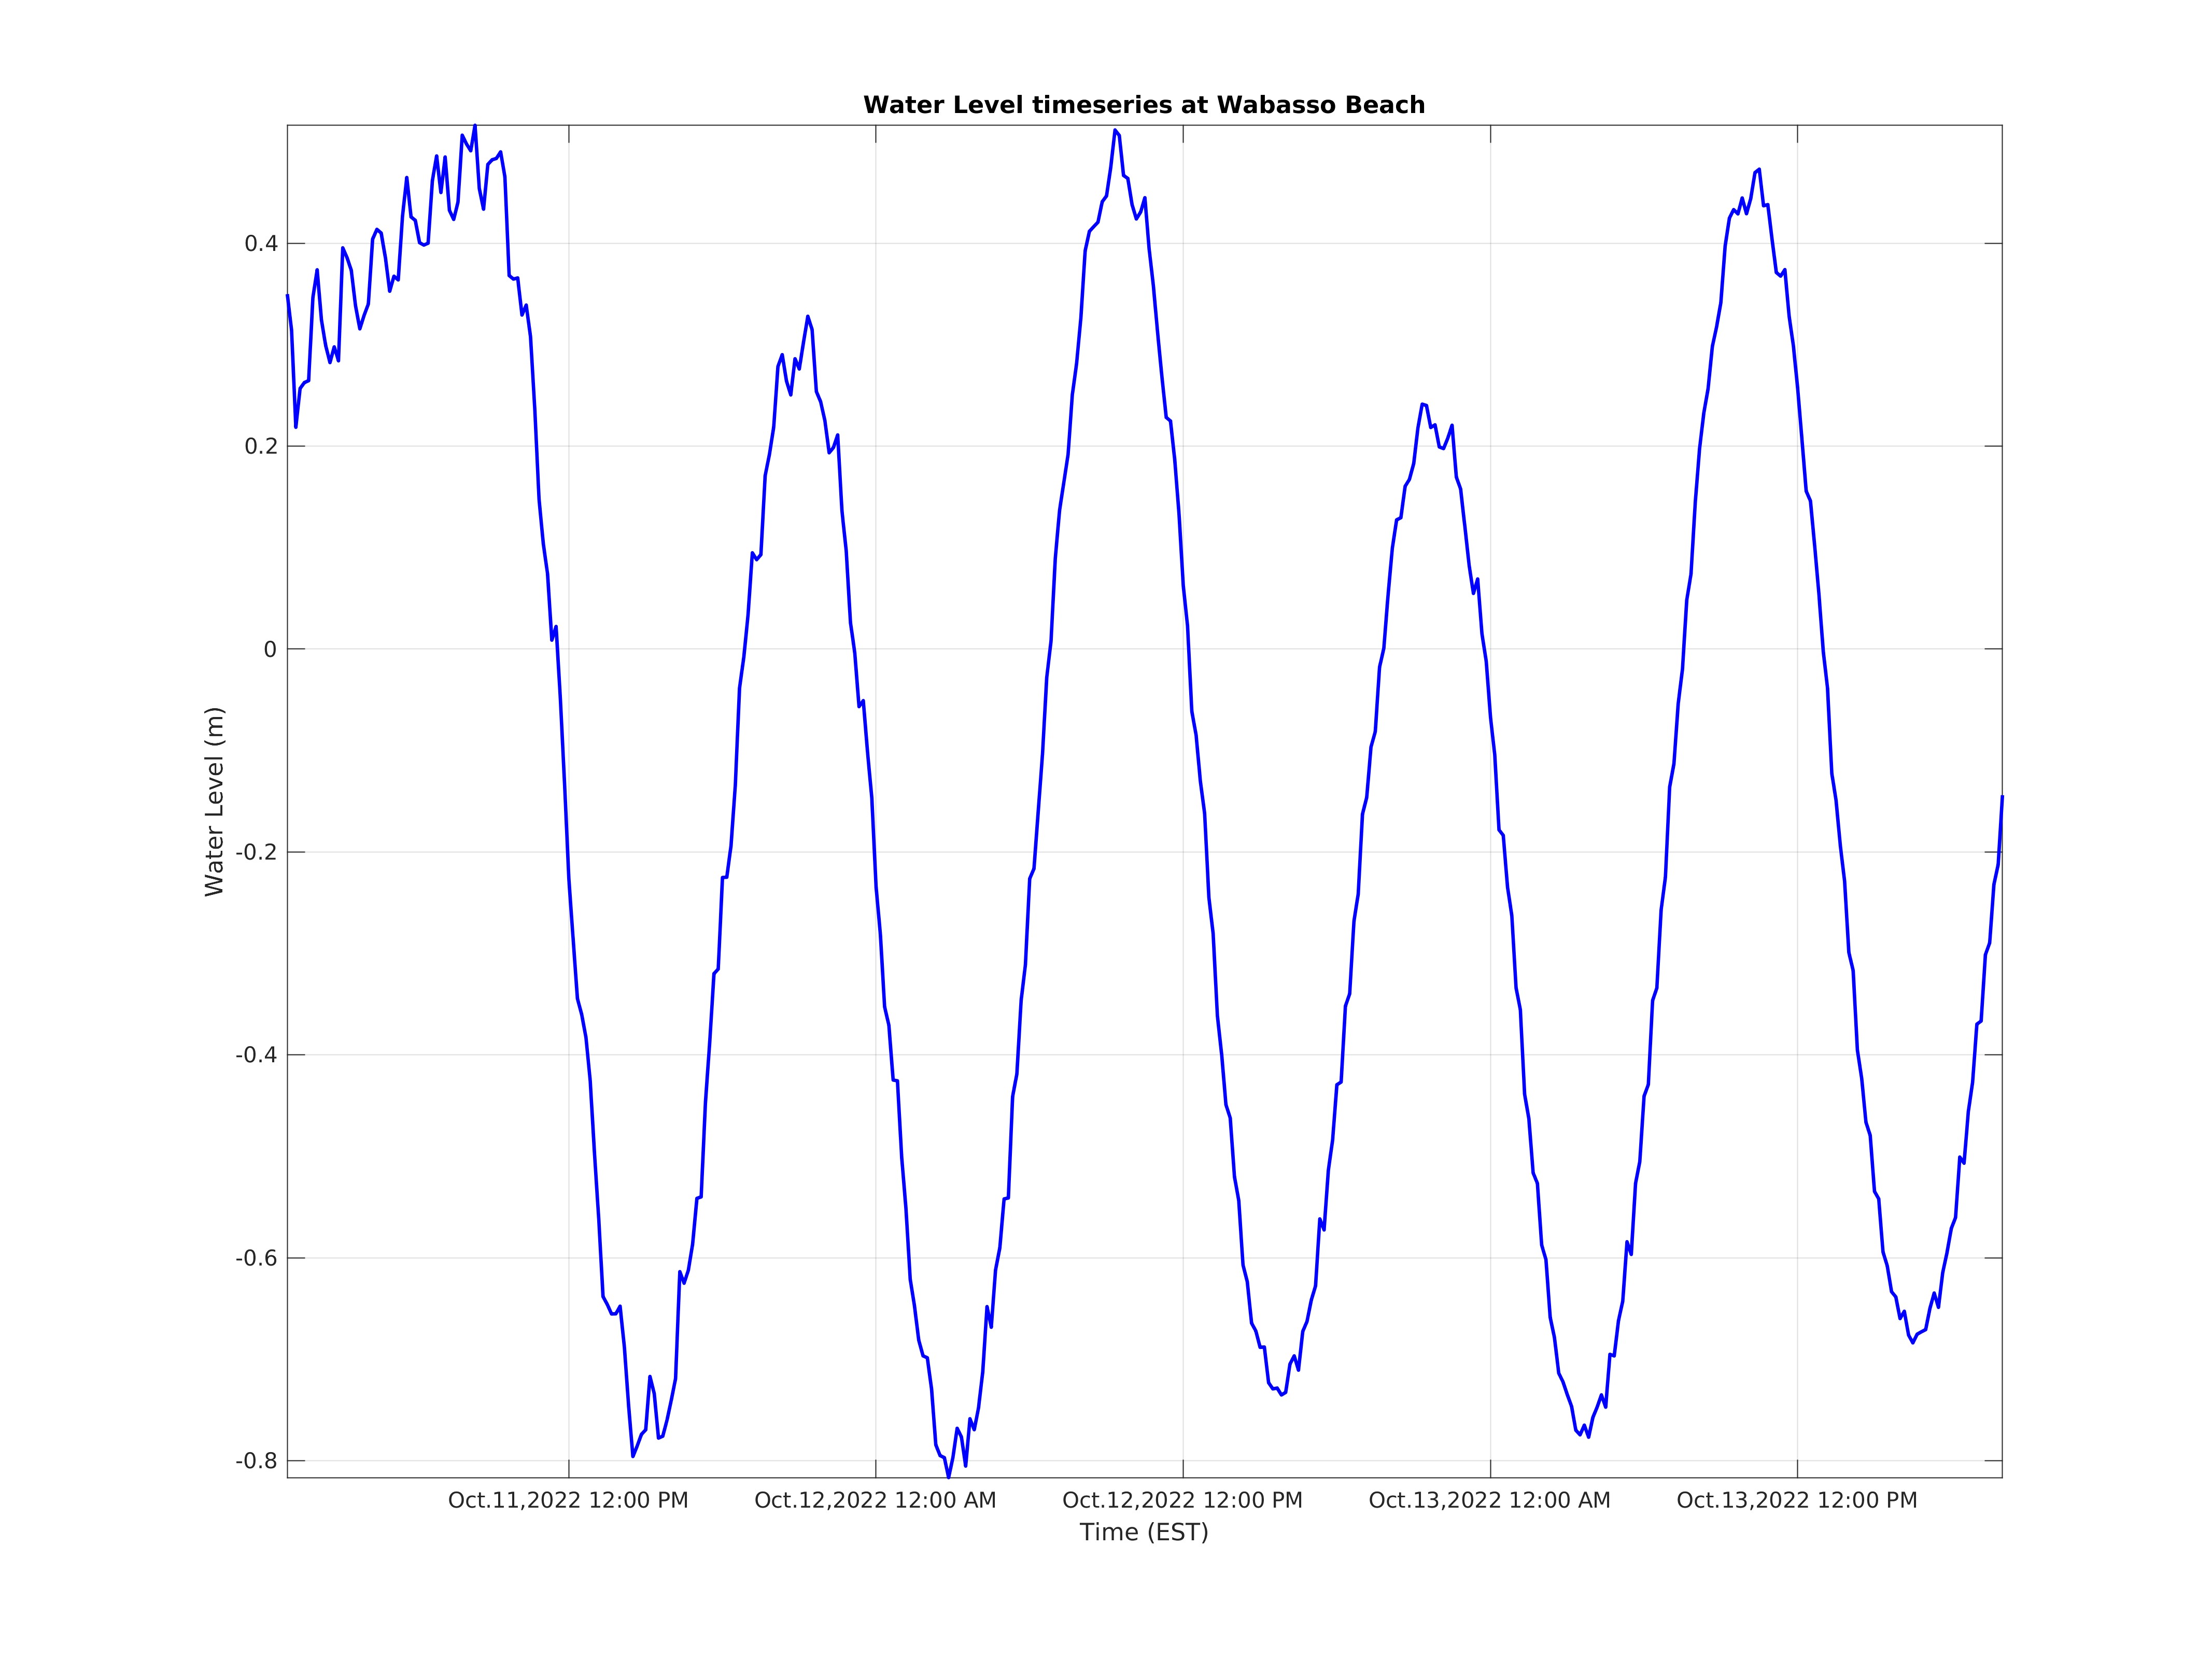 Water Level timeseries at Wabasso Beach
0.4
0.2
0
-0.2
-0.4
-0.6
-0.8
Water Level (m)
Oct.11,2022 12:00 PM
Oct.12,2022 12:00 AM
Oct.12,2022 12:00 PM
Oct.13,2022 12:00 AM
Oct.13,2022 12:00 PM
Time (EST)